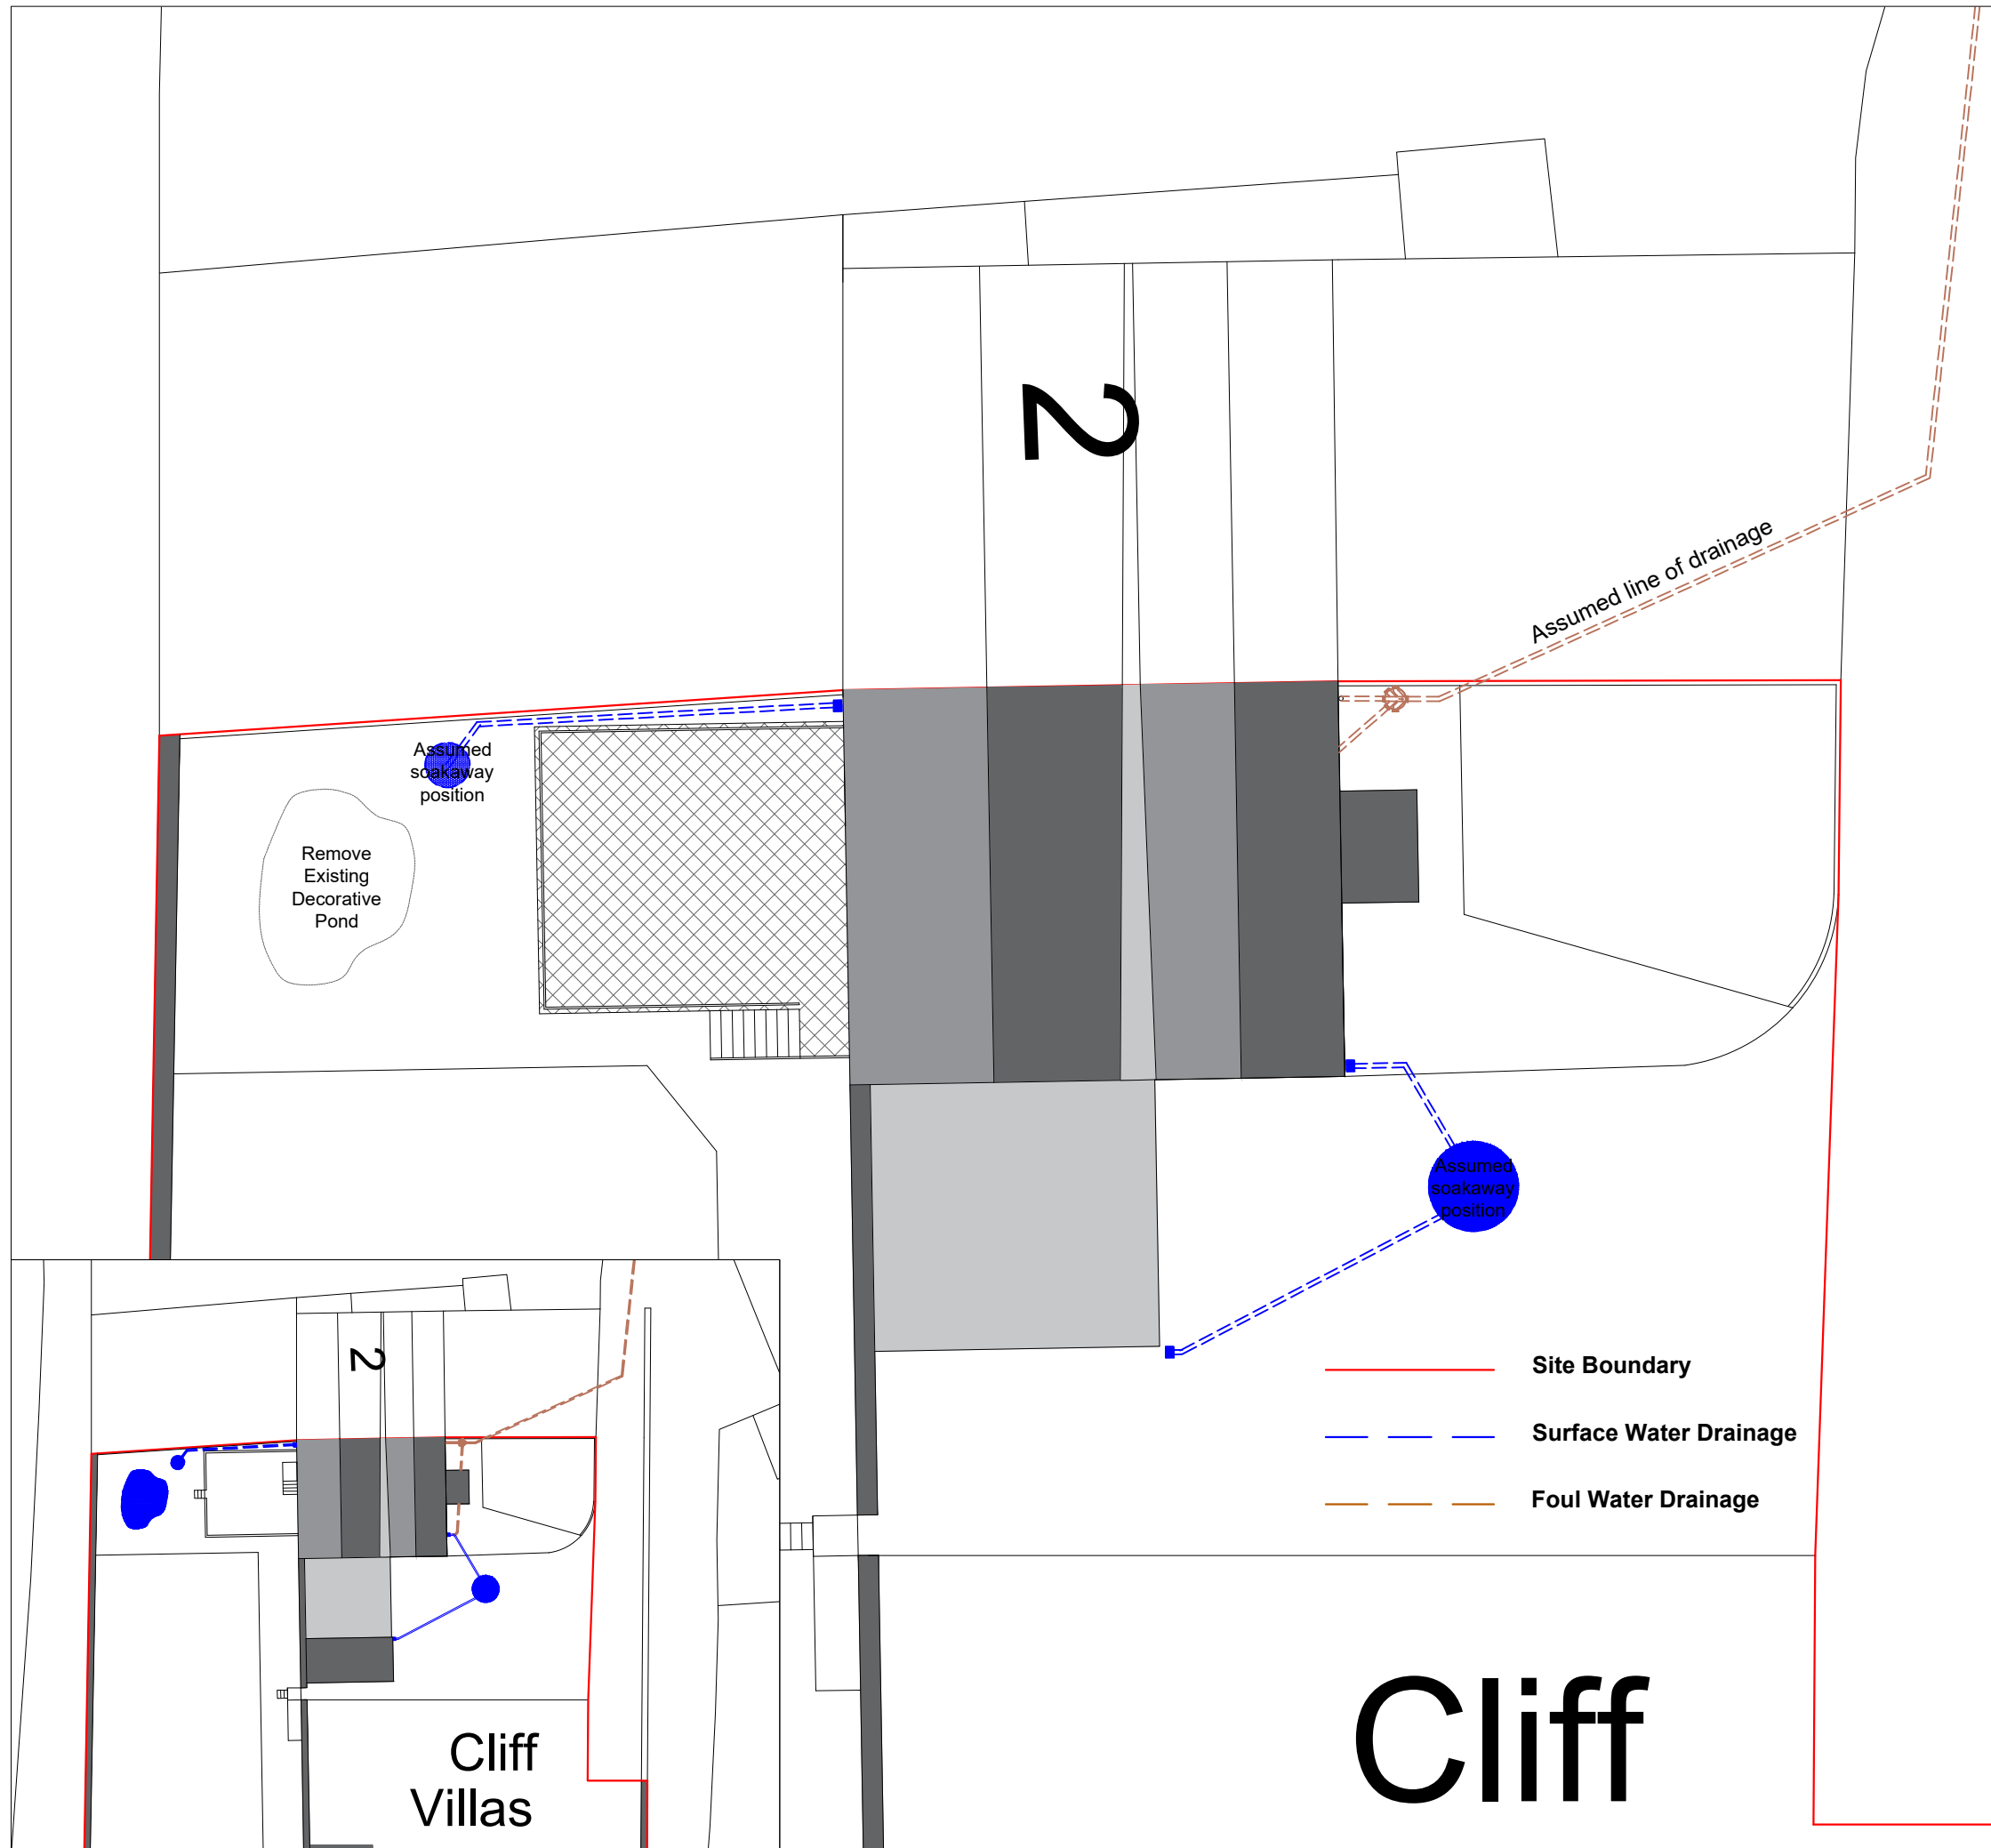 2
Assumed line of drainage
Assumed
soakaway
position
Remove
Existing
Decorative
Pond
Assumed
soakaway
position
2
Site Boundary
Surface Water Drainage
Foul Water Drainage
Cliff
Villas
Cliff